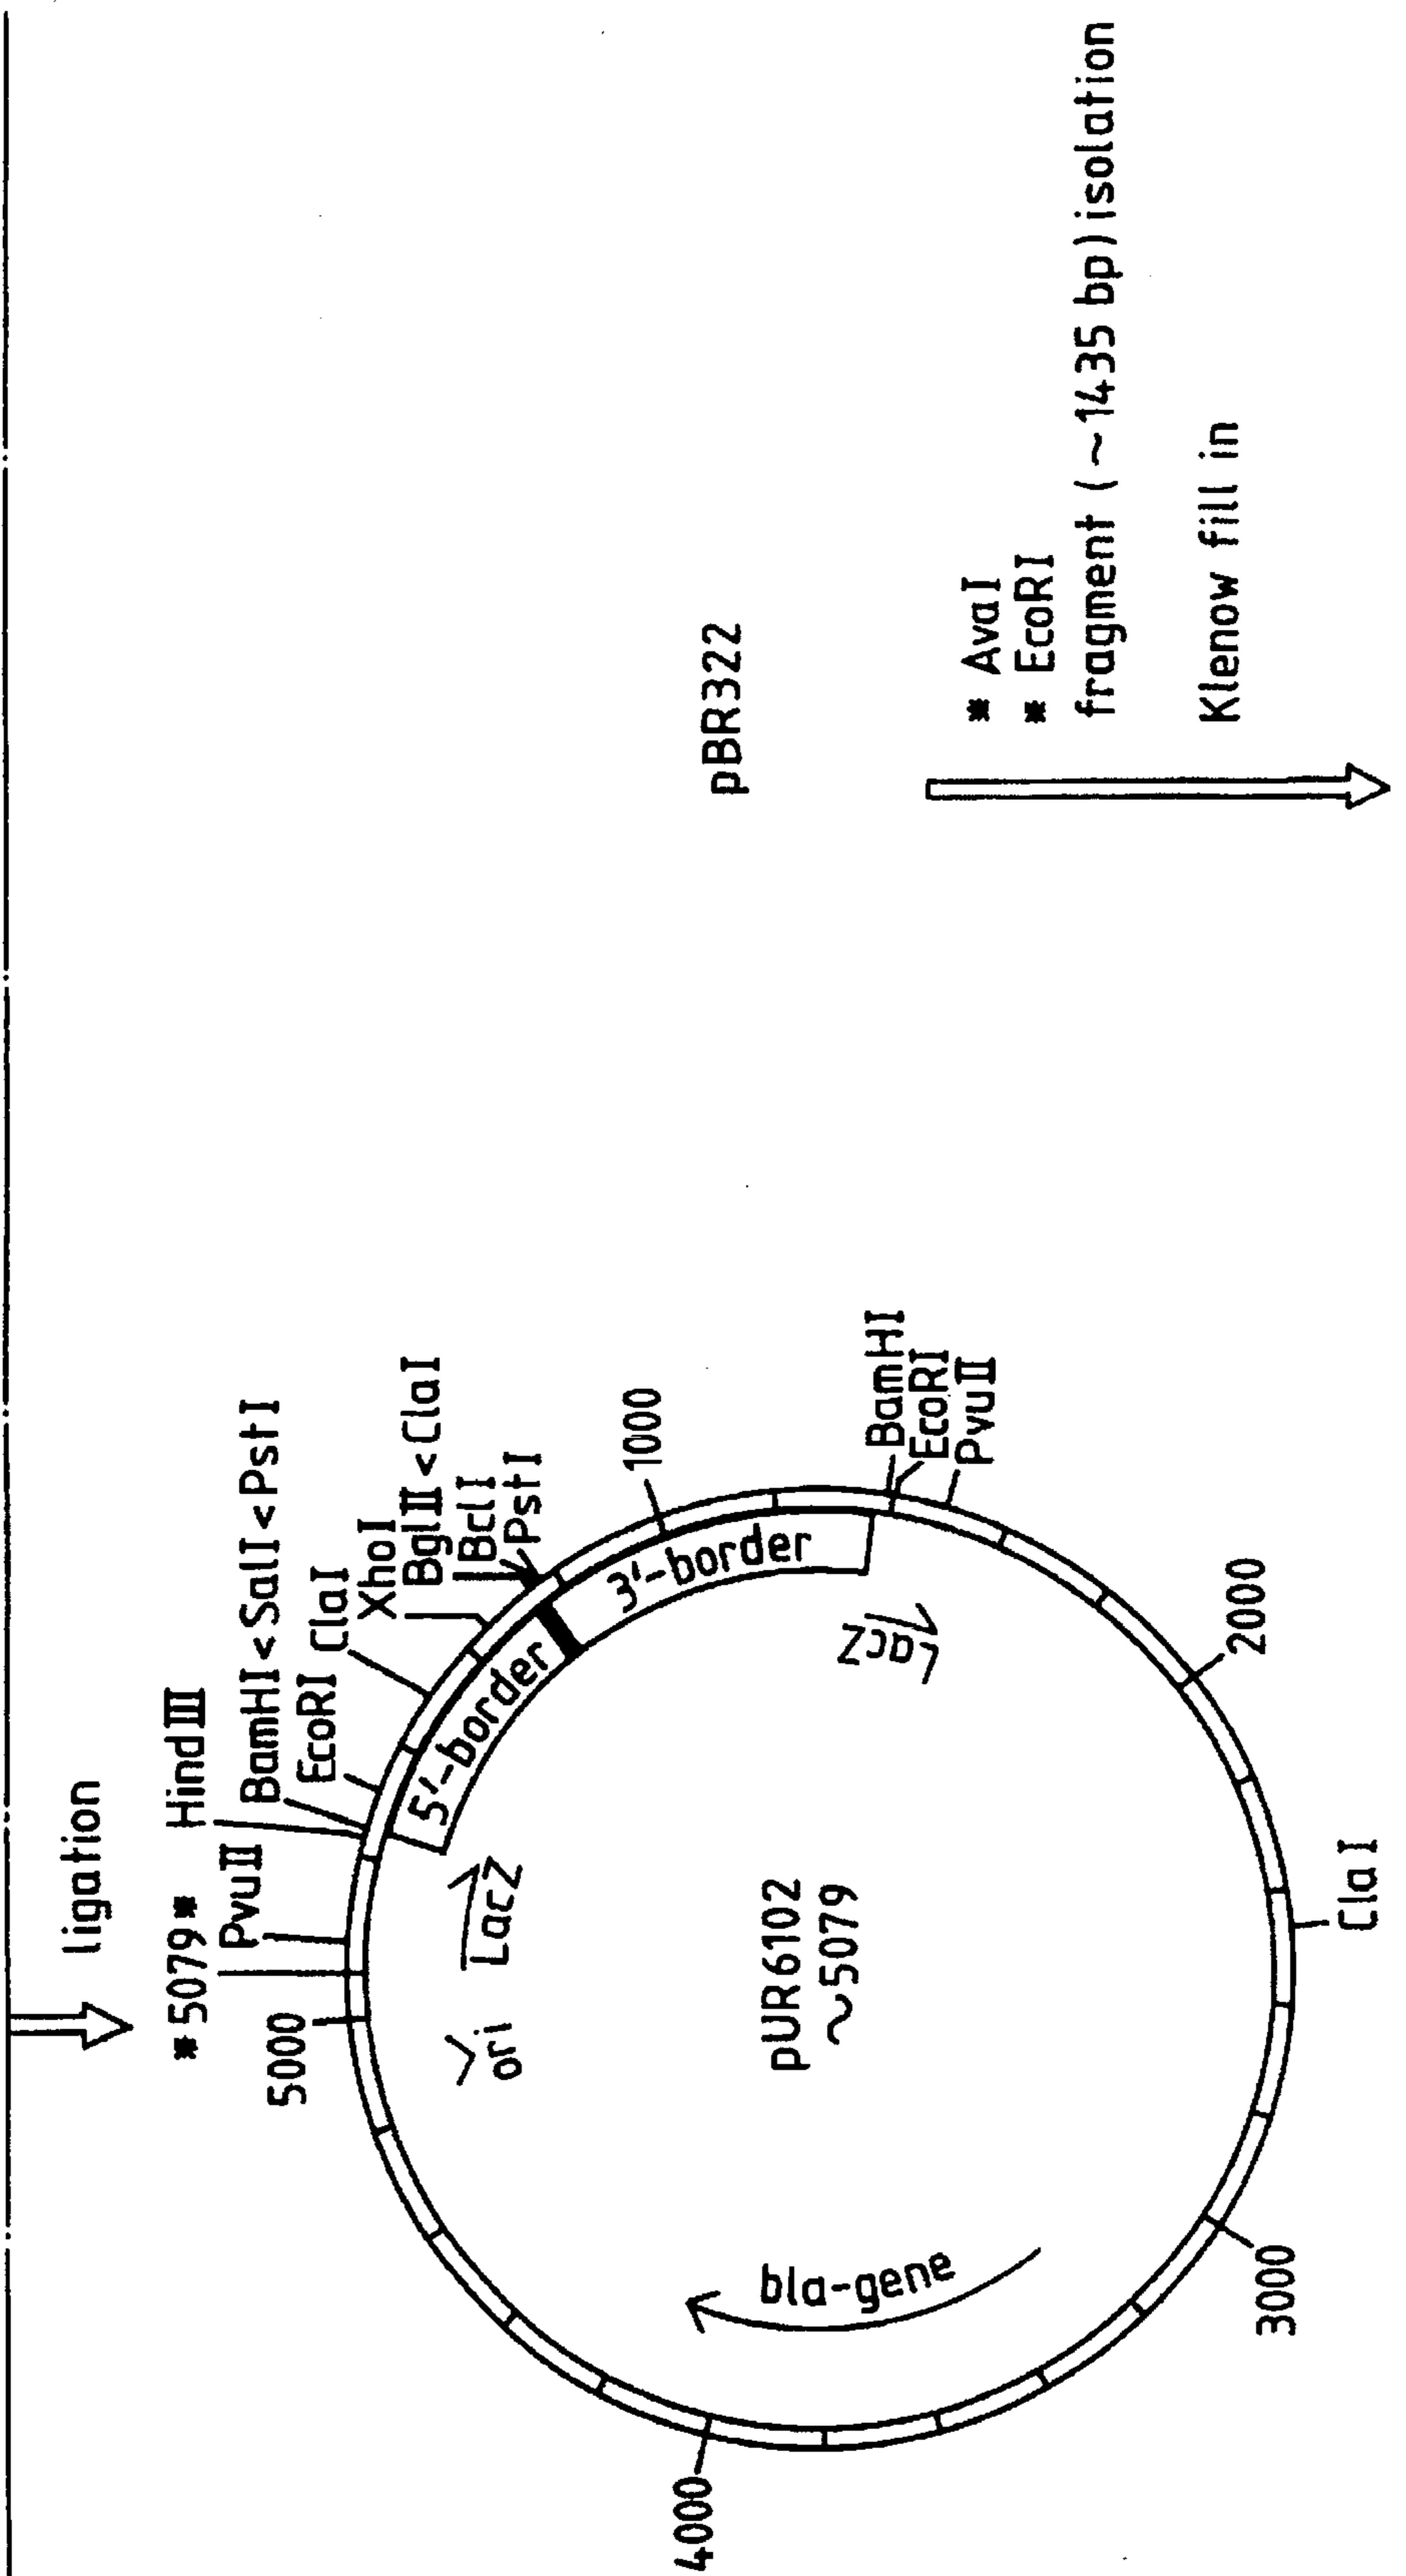 ligation
*5079*
PvuII
HindIII
BamHI<SalI<PstI
EcoRI
ClaI
XhoI
BglII<ClaI
BclI
PstI
1000
BamHI
EcoRI
PvuII
2000
ClaI
3000
4000
5000
5'-border
3'-border
LacZ
LacZ
ori
bla-gene
pUR6102
~5079
pBR322
* AvaI
* EcoRI
fragment (~1435 bp) isolation
Klenow fill in